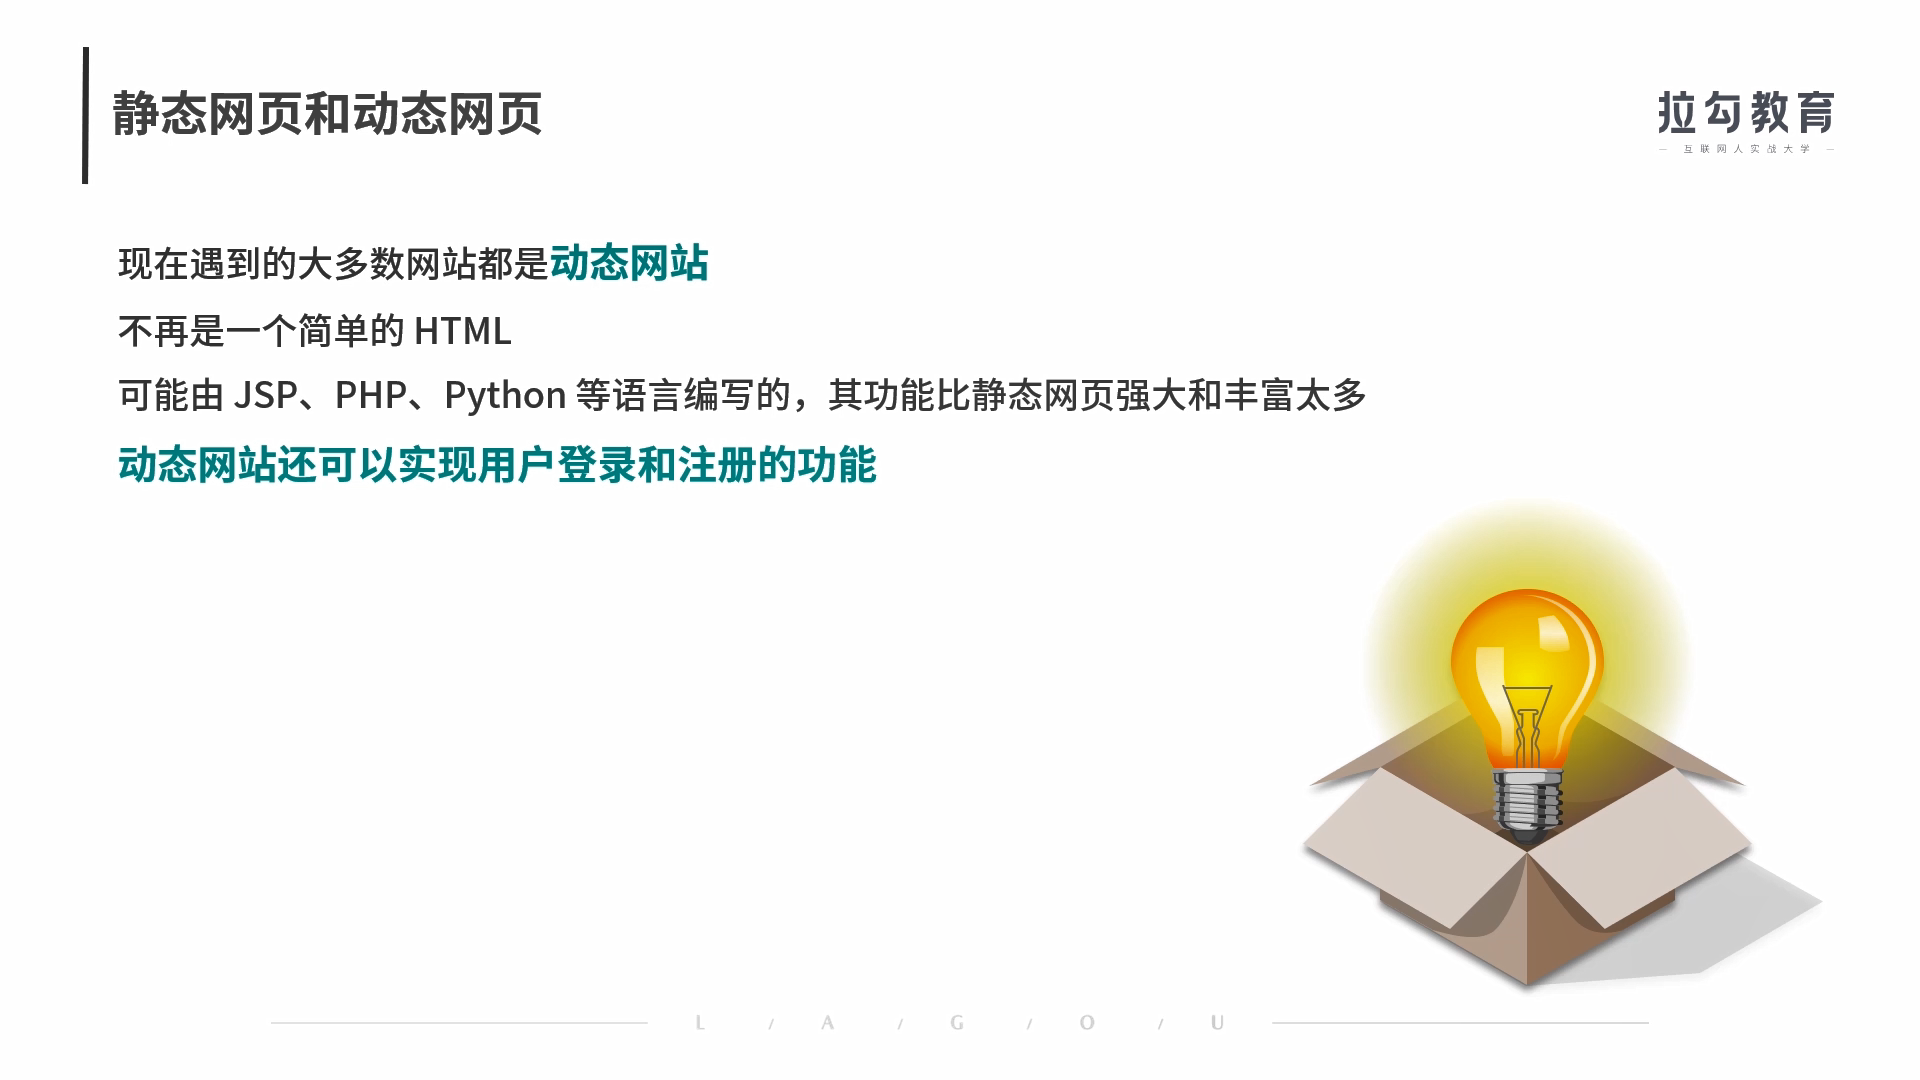 静态网页和动态网页
拉勾教育
— 互联网人实战大学 —
现在遇到的大多数网站都是动态网站
不再是一个简单的 HTML
可能由 JSP、PHP、Python 等语言编写的，其功能比静态网页强大和丰富太多
动态网站还可以实现用户登录和注册的功能
L / A / G / O / U